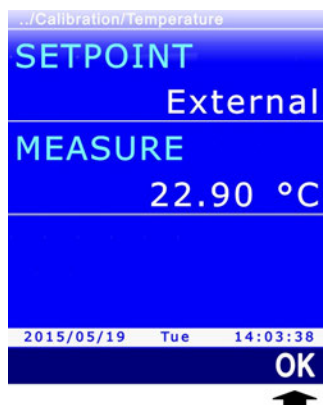 ../Calibration/Temperature
SETPOINT
External
MEASURE
22.90 °C
2015/05/19 Tue 14:03:38
OK